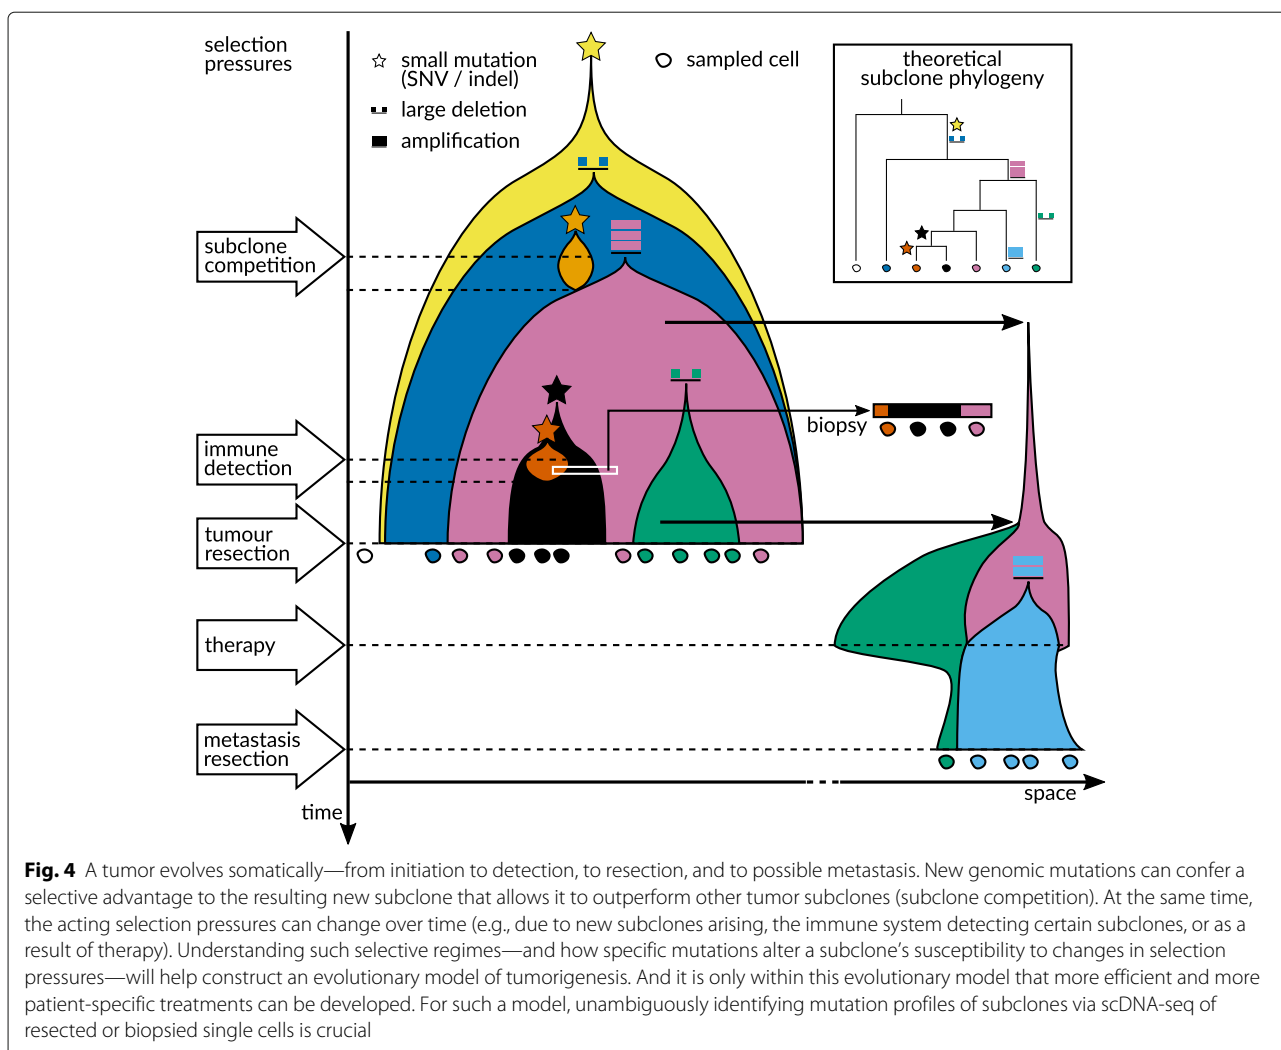 selection
pressures
small mutation
(SNV / indel)
large deletion
amplification
sampled cell
theoretical
subclone phylogeny
subclone
competition
immune
detection
biopsy
tumour
resection
therapy
metastasis
resection
space
time
Fig. 4 A tumor evolves somatically—from initiation to detection, to resection, and to possible metastasis. New genomic mutations can confer a
selective advantage to the resulting new subclone that allows it to outperform other tumor subclones (subclone competition). At the same time,
the acting selection pressures can change over time (e.g., due to new subclones arising, the immune system detecting certain subclones, or as a
result of therapy). Understanding such selective regimes—and how specific mutations alter a subclone’s susceptibility to changes in selection
pressures—will help construct an evolutionary model of tumorigenesis. And it is only within this evolutionary model that more efficient and more
patient-specific treatments can be developed. For such a model, unambiguously identifying mutation profiles of subclones via scDNA-seq of
resected or biopsied single cells is crucial